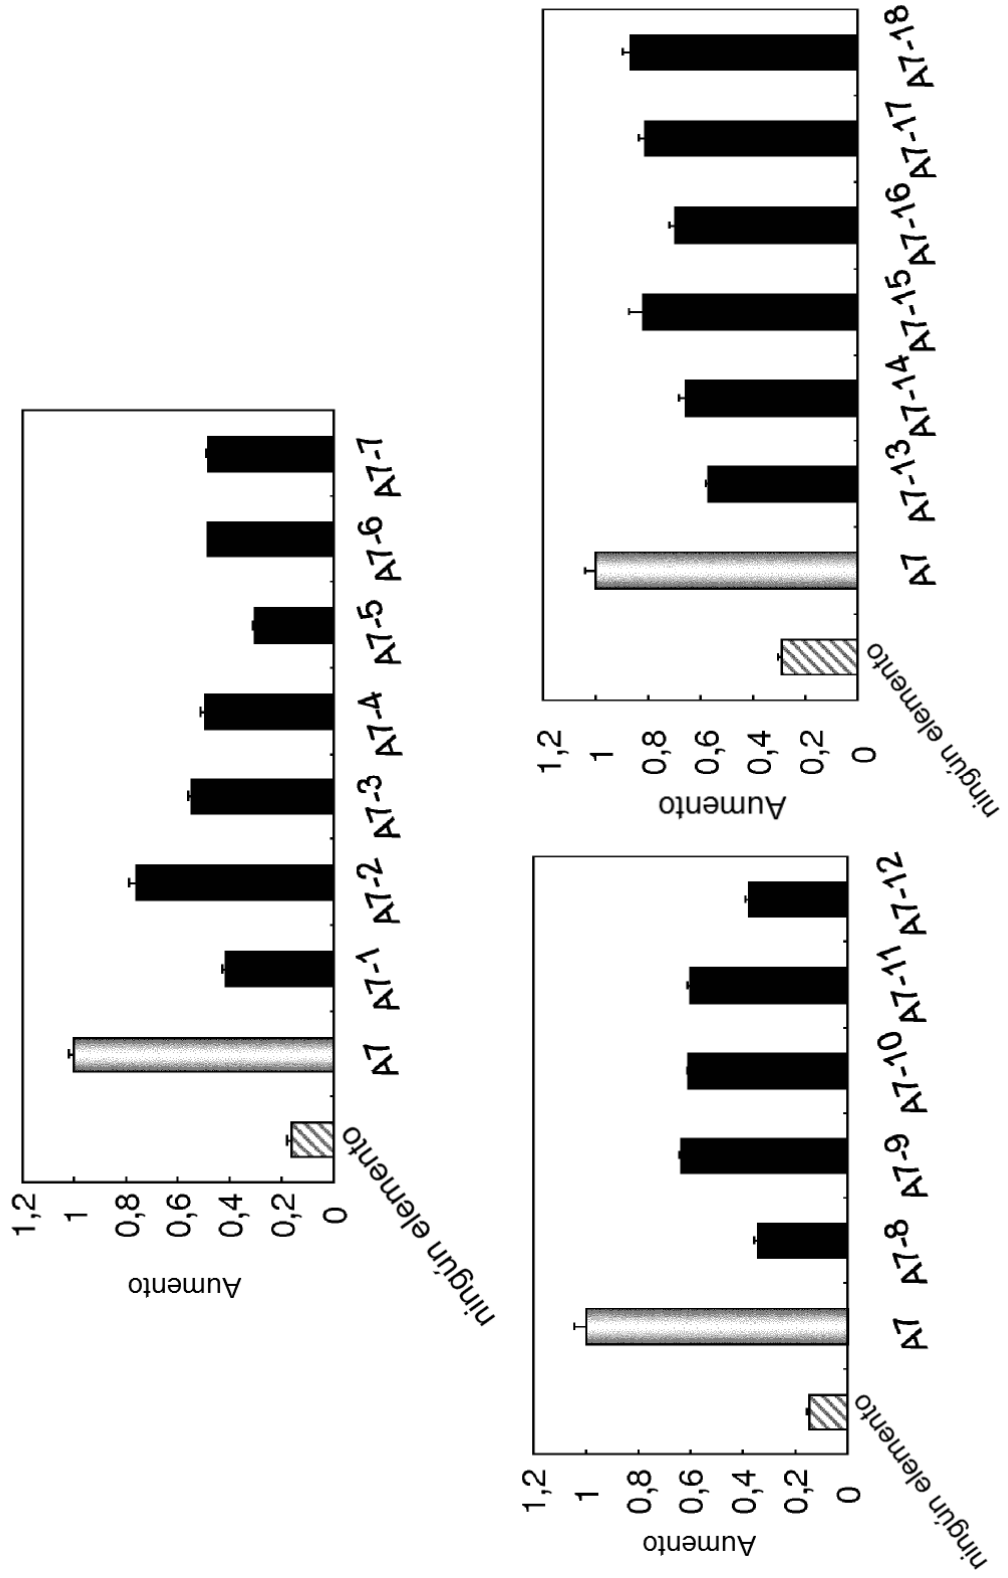 Aumento
1,2
1
0,8
0,6
0,4
0,2
0
ningún elemento
A7
A7-1
A7-2
A7-3
A7-4
A7-5
A7-6
A7-7
Aumento
1,2
1
0,8
0,6
0,4
0,2
0
ningún elemento
A7
A7-8
A7-9
A7-10
A7-11
A7-12
Aumento
1,2
1
0,8
0,6
0,4
0,2
0
ningún elemento
A7
A7-13
A7-14
A7-15
A7-16
A7-17
A7-18